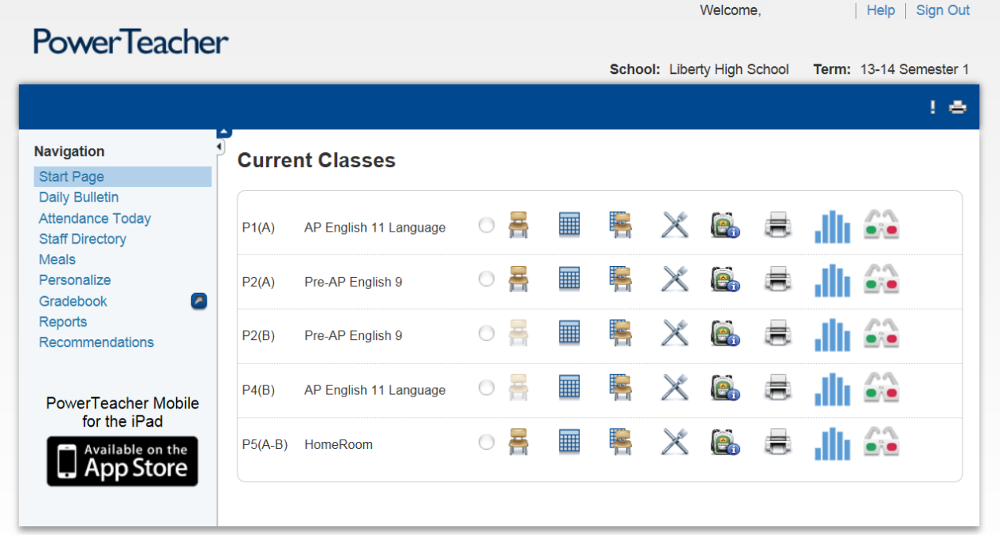 Welcome, | Help | Sign Out
PowerTeacher
School: Liberty High School Term: 13-14 Semester 1
Navigation
Start Page
Daily Bulletin
Attendance Today
Staff Directory
Meals
Personalize
Gradebook
Reports
Recommendations
PowerTeacher Mobile
for the iPad
Available on the
App Store
Current Classes
P1(A) AP English 11 Language
P2(A) Pre-AP English 9
P2(B) Pre-AP English 9
P4(B) AP English 11 Language
P5(A-B) HomeRoom